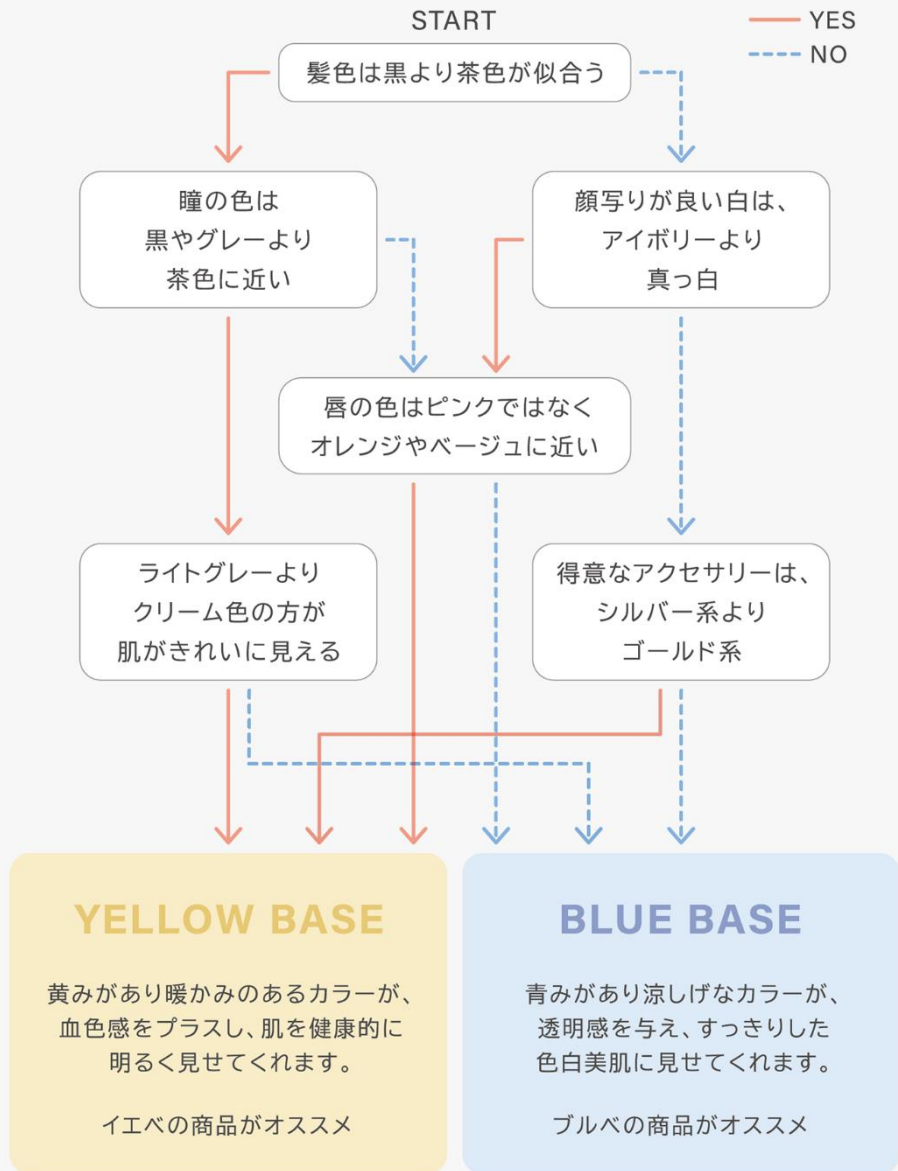 START
YES
NO
髪色は黒より茶色が似合う
瞳の色は
黒やグレーより
茶色に近い
顔写りが良い白は、
アイボリーより
真っ白
唇の色はピンクではなく
オレンジやベージュに近い
ライトグレーより
クリーム色の方が
肌がきれいに見える
得意なアクセサリーは、
シルバー系より
ゴールド系
YELLOW BASE
黄みがあり暖かみのあるカラーが、
血色感をプラスし、肌を健康的に
明るく見せてくれます。
イエベの商品がオススメ
BLUE BASE
青みがあり涼しげなカラーが、
透明感を与え、すっきりした
色白美肌に見せてくれます。
ブルベの商品がオススメ